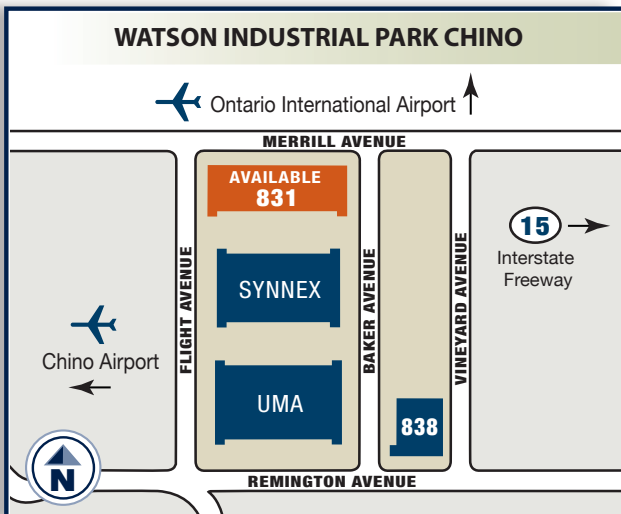 WATSON INDUSTRIAL PARK CHINO
Ontario International Airport
MERRILL AVENUE
AVAILABLE
831
15
Interstate
Freeway
SYNNEX
FLIGHT AVENUE
BAKER AVENUE
VINEYARD AVENUE
Chino Airport
UMA
838
N
REMINGTON AVENUE